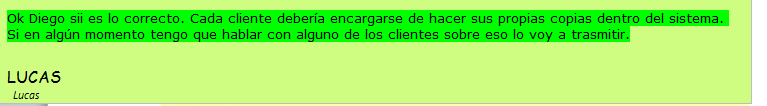 Ok Diego sii es lo correcto. Cada cliente debería encargarse de hacer sus propias copias dentro del sistema.
Si en algún momento tengo que hablar con alguno de los clientes sobre eso lo voy a trasmitir.
LUCAS
Lucas